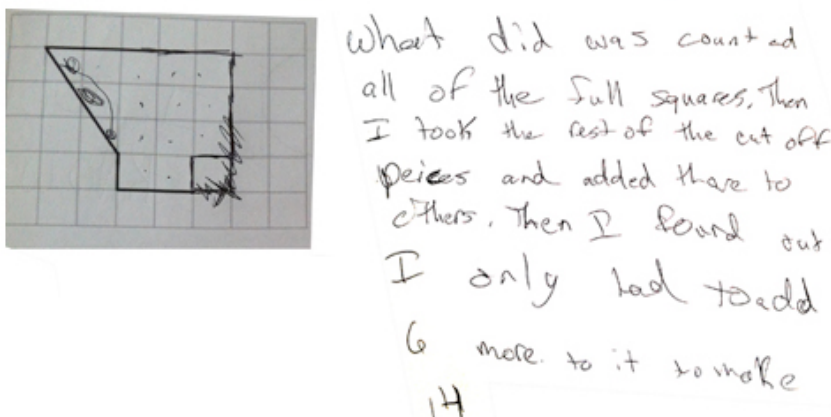 What did was counted
all of the full squares. Then
I took the rest of the cut off
peices and added thare to
others. Then I found out
I only had to add
6 more to it to make
14